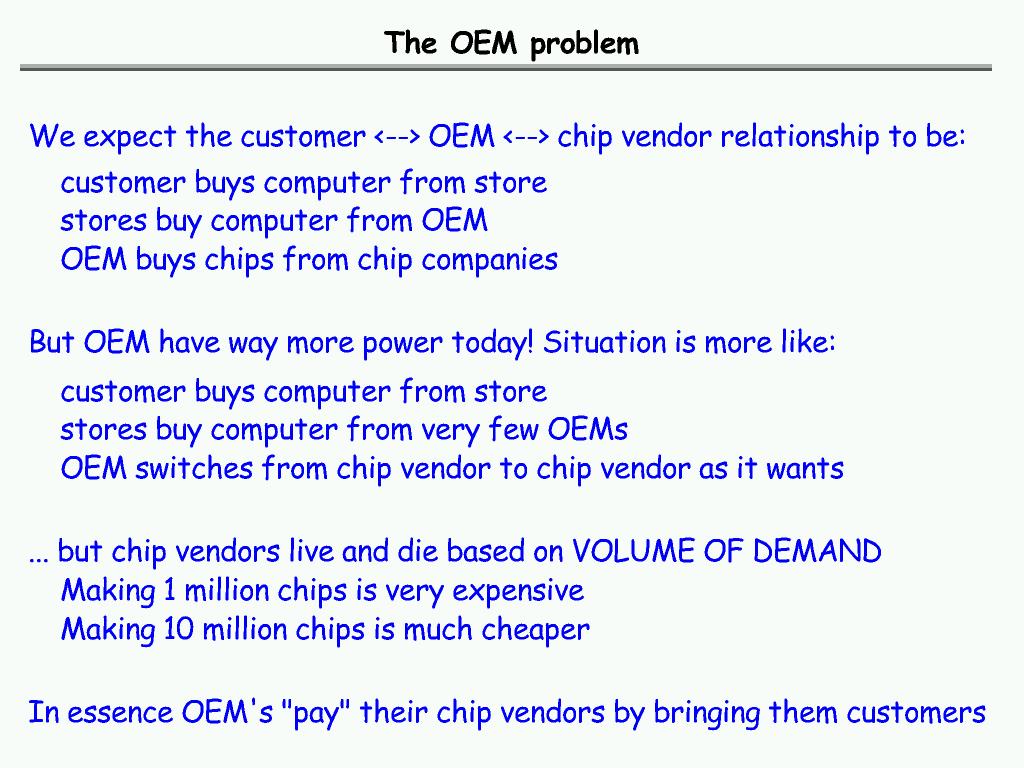 The OEM problem
We expect the customer <--> OEM <--> chip vendor relationship to be:
customer buys computer from store
stores buy computer from OEM
OEM buys chips from chip companies
But OEM have way more power today! Situation is more like:
customer buys computer from store
stores buy computer from very few OEMs
OEM switches from chip vendor to chip vendor as it wants
... but chip vendors live and die based on VOLUME OF DEMAND
Making 1 million chips is very expensive
Making 10 million chips is much cheaper
In essence OEM's "pay" their chip vendors by bringing them customers